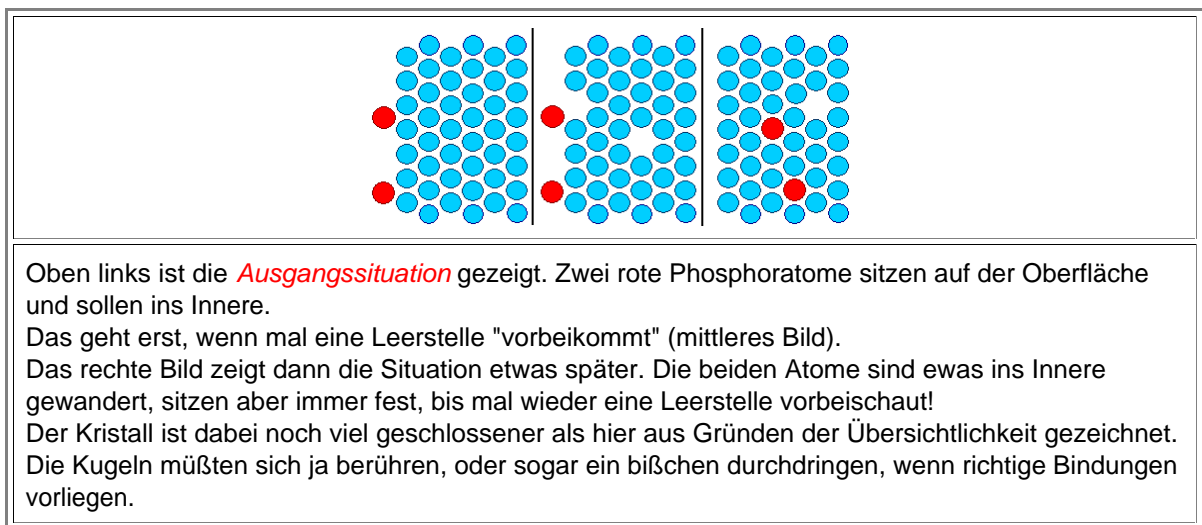 Oben links ist die Ausgangssituation gezeigt. Zwei rote Phosphoratome sitzen auf der Oberfläche
und sollen ins Innere.
Das geht erst, wenn mal eine Leerstelle "vorbeikommt" (mittleres Bild).
Das rechte Bild zeigt dann die Situation etwas später. Die beiden Atome sind ewas ins Innere
gewandert, sitzen aber immer fest, bis mal wieder eine Leerstelle vorbeischaut!
Der Kristall ist dabei noch viel geschlossener als hier aus Gründen der Übersichtlichkeit gezeichnet.
Die Kugeln müßten sich ja berühren, oder sogar ein bißchen durchdringen, wenn richtige Bindungen
vorliegen.